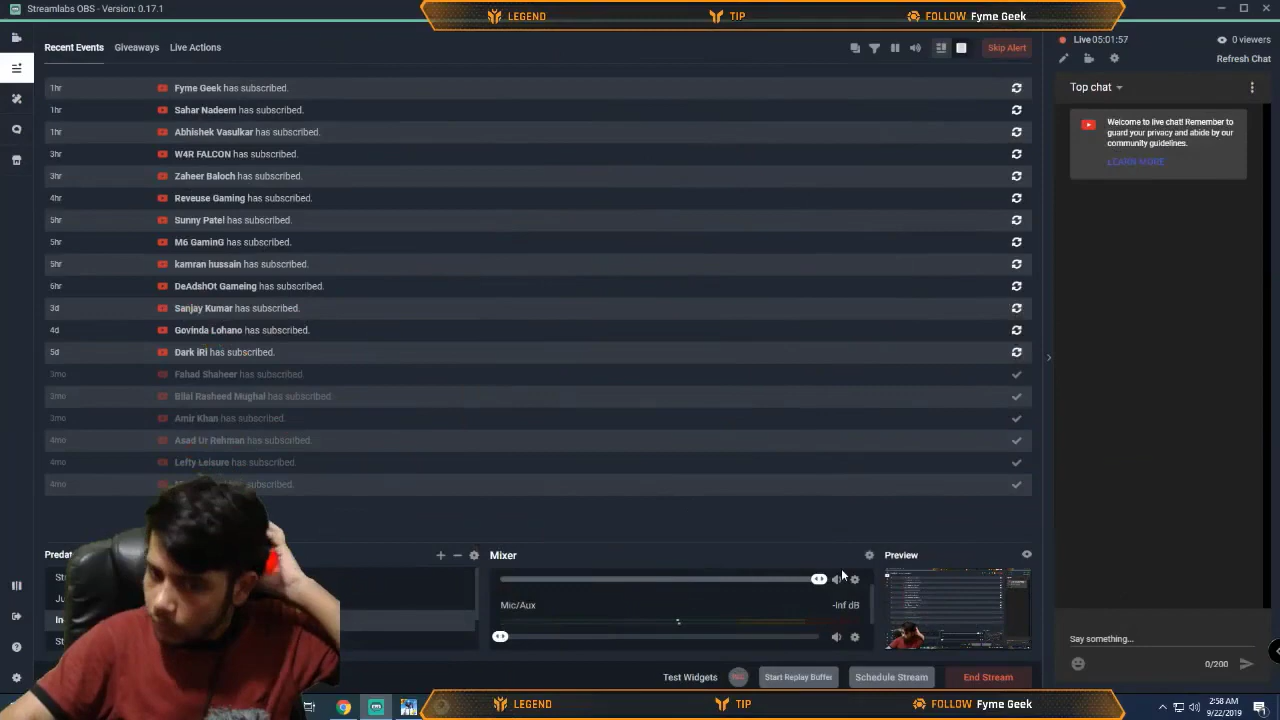 Streamlabs OBS - Version: 0.17.1
LEGEND
TIP
FOLLOW Fyme Geek
Recent Events
Giveaways
Live Actions
Skip Alert
Live 05:01:57
0 viewers
Refresh Chat
Top chat
Welcome to live chat! Remember to
guard your privacy and abide by our
community guidelines.
LEARN MORE
1hr Fyme Geek has subscribed.
1hr Sahar Nadeem has subscribed.
1hr Abhishek Vasulkar has subscribed.
3hr W4R FALCON has subscribed.
3hr Zaheer Baloch has subscribed.
4hr Reveuse Gaming has subscribed.
5hr Sunny Patel has subscribed.
5hr M6 GaminG has subscribed.
5hr kamran hussain has subscribed.
6hr DeAdshOt Gameing has subscribed.
3d Sanjay Kumar has subscribed.
4d Govinda Lohano has subscribed.
5d Dark iRi has subscribed.
3mo Fahad Shaheer has subscribed.
3mo Bilal Rasheed Mughal has subscribed.
3mo Amir Khan has subscribed.
4mo Asad Ur Rehman has subscribed.
4mo Lefty Leisure has subscribed.
4mo subscribed.
Predat
St
Ju
In
St
Mixer
Mic/Aux
-Inf dB
Preview
Say something...
0/200
Test Widgets
Start Replay Buffer
Schedule Stream
End Stream
LEGEND
TIP
FOLLOW Fyme Geek
2:58 AM
9/22/2019